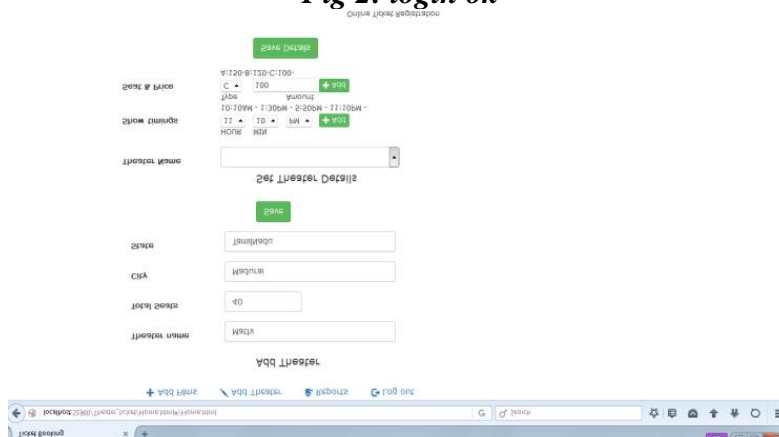 Fig 2: login ok
Ticket Booking
Search
Add Films Add Theater Reports Log out
Add Theater
Theater name Mathi
Total Seats 40
City Madurai
State TamilNadu
Save
Set Theater Details
Theater Name
HOUR MIN
Show timings 11 10 PM + Add
10:10AM - 1:30PM - 5:50PM - 11:10PM -
Type Amount
Seat & Price C 100 + Add
A:150-B:120-C:100-
Save Details
Online Ticket Registration